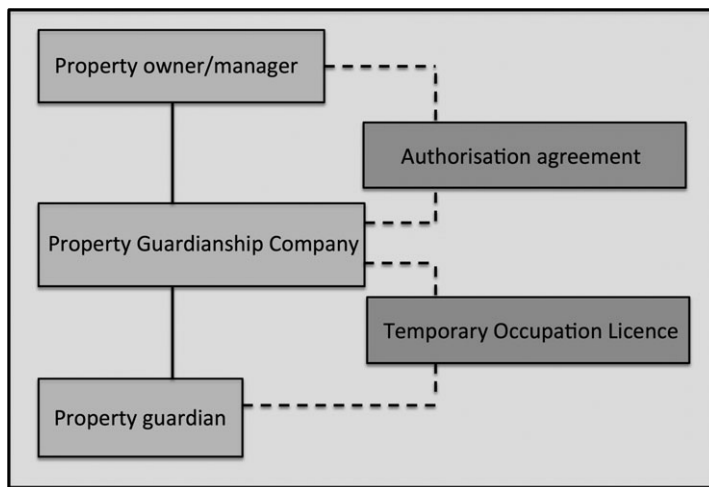 Property owner/manager
Authorisation agreement
Property Guardianship Company
Temporary Occupation Licence
Property guardian